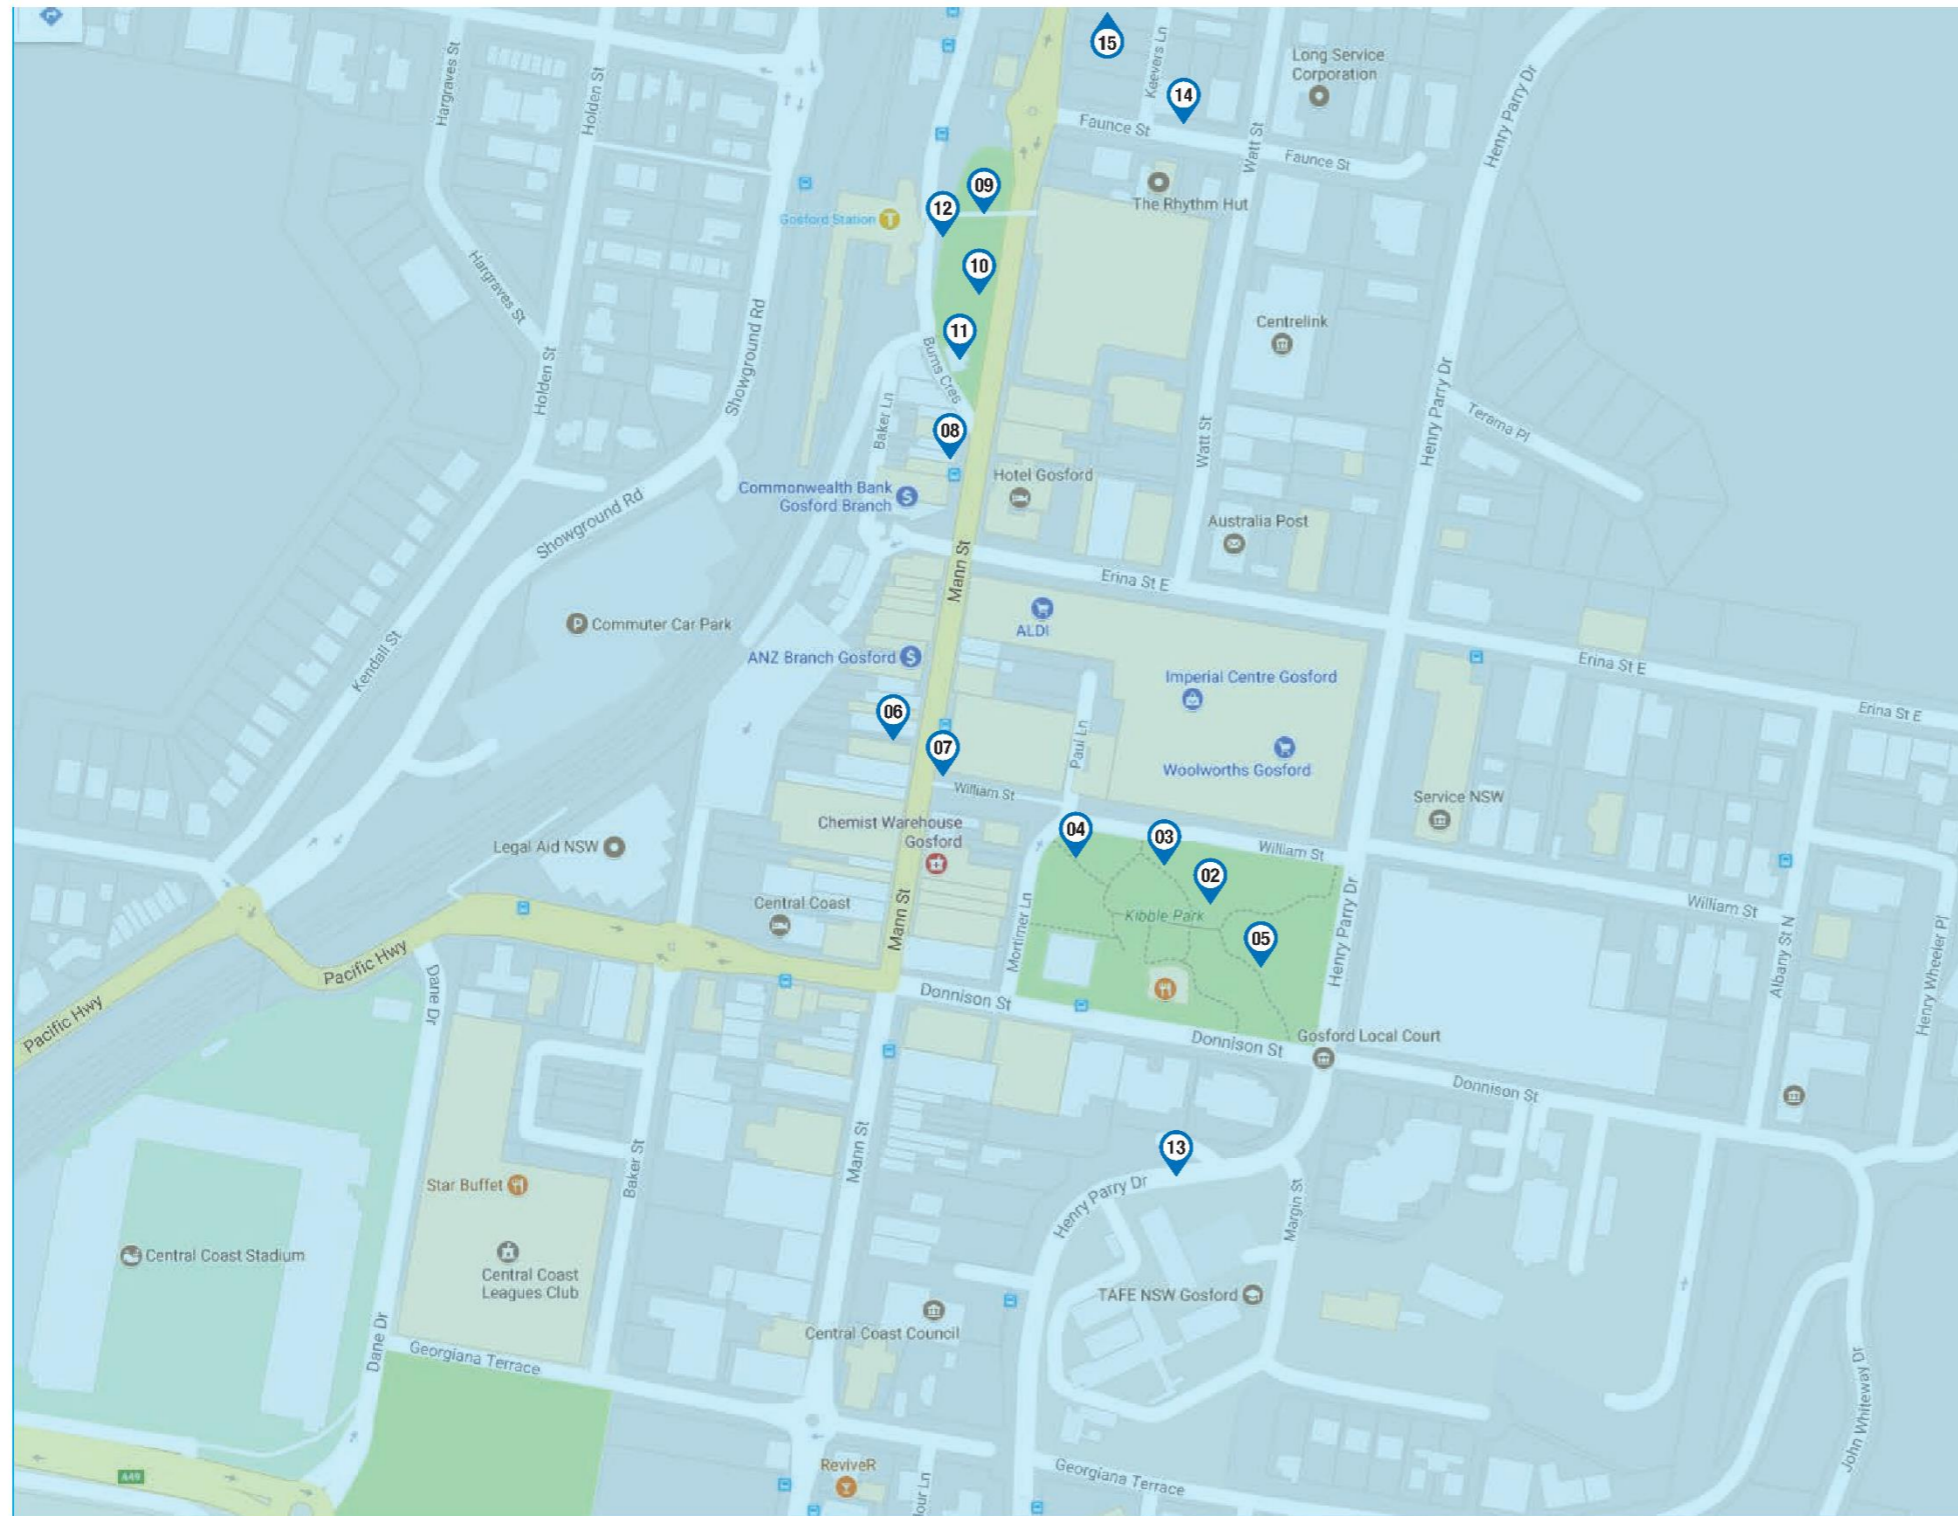 15
Long Service
Corporation
Hargraves St
Holden St
Keevers Ln
14
Henry Parry Dr
Faunce St
Watt St
Faunce St
09
12
The Rhythm Hut
Gosford Station
10
Hargraves St
Showground Rd
11
Centrelink
Burns Cres
Holden St
Baker Ln
Henry Parry Dr
Terama Pl
08
Watt St
Commonwealth Bank
Gosford Branch
Hotel Gosford
Showground Rd
Australia Post
Mann St
Erina St E
ALDI
P
Commuter Car Park
Kendall St
ANZ Branch Gosford
Imperial Centre Gosford
Erina St E
Erina St E
06
07
Paul Ln
Woolworths Gosford
William St
Service NSW
Chemist Warehouse
Gosford
04
03
Legal Aid NSW
William St
02
Central Coast
Mann St
Mortimer Ln
Kibble Park
Henry Parry Dr
William St
Albany St N
Henry Wheeler Pl
05
Pacific Hwy
Pacific Hwy
Dane Dr
Donnison St
Donnison St
Gosford Local Court
Donnison St
Baker St
Mann St
13
Star Buffet
Henry Parry Dr
Margin St
Central Coast Stadium
Central Coast
Leagues Club
TAFE NSW Gosford
Central Coast Council
Dane Dr
Georgiana Terrace
John Whiteway Dr
A49
ReviveR
Georgiana Terrace